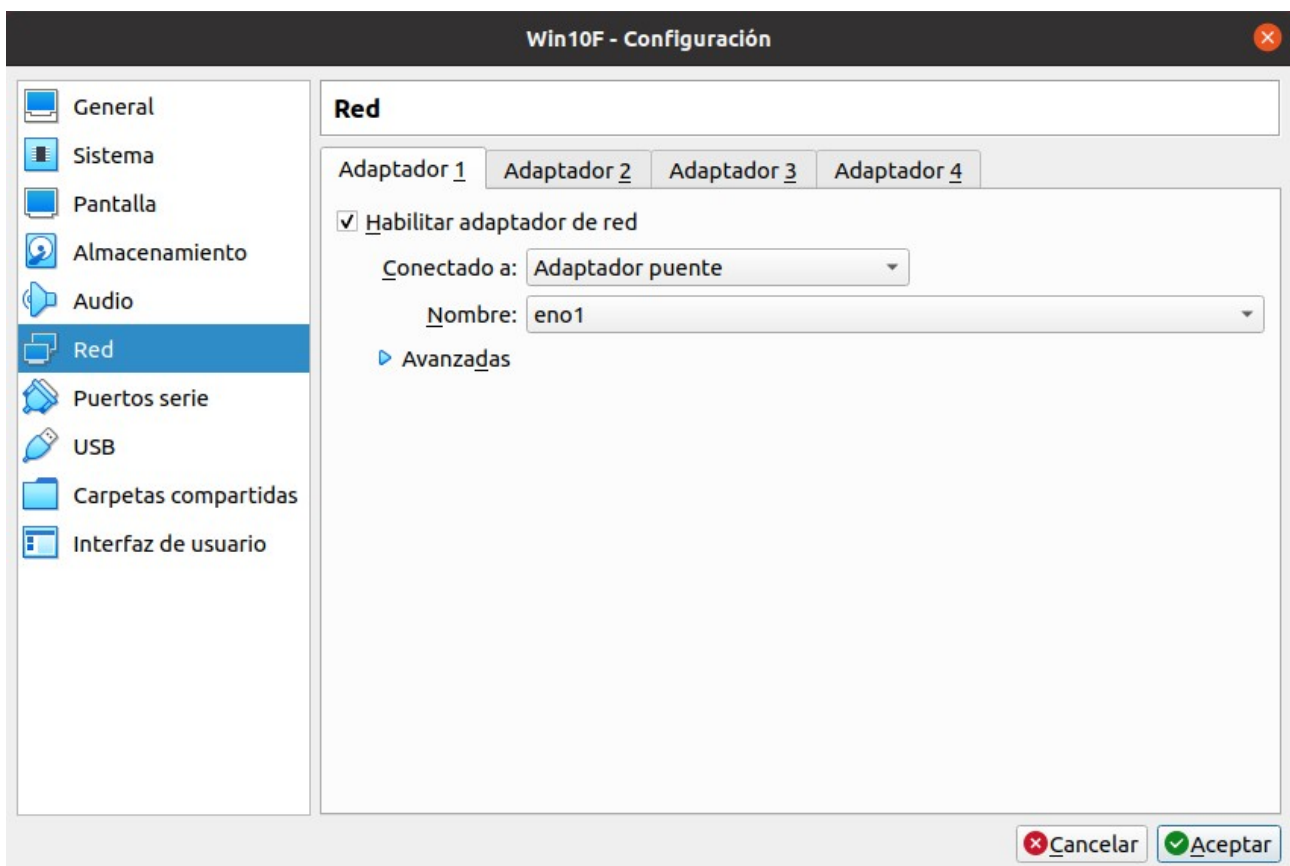 Win10F - Configuración
General
Sistema
Pantalla
Almacenamiento
Audio
Red
Puertos serie
USB
Carpetas compartidas
Interfaz de usuario
Red
Adaptador 1 Adaptador 2 Adaptador 3 Adaptador 4
Habilitar adaptador de red
Conectado a: Adaptador puente
Nombre: eno1
Avanzadas
Cancelar Aceptar